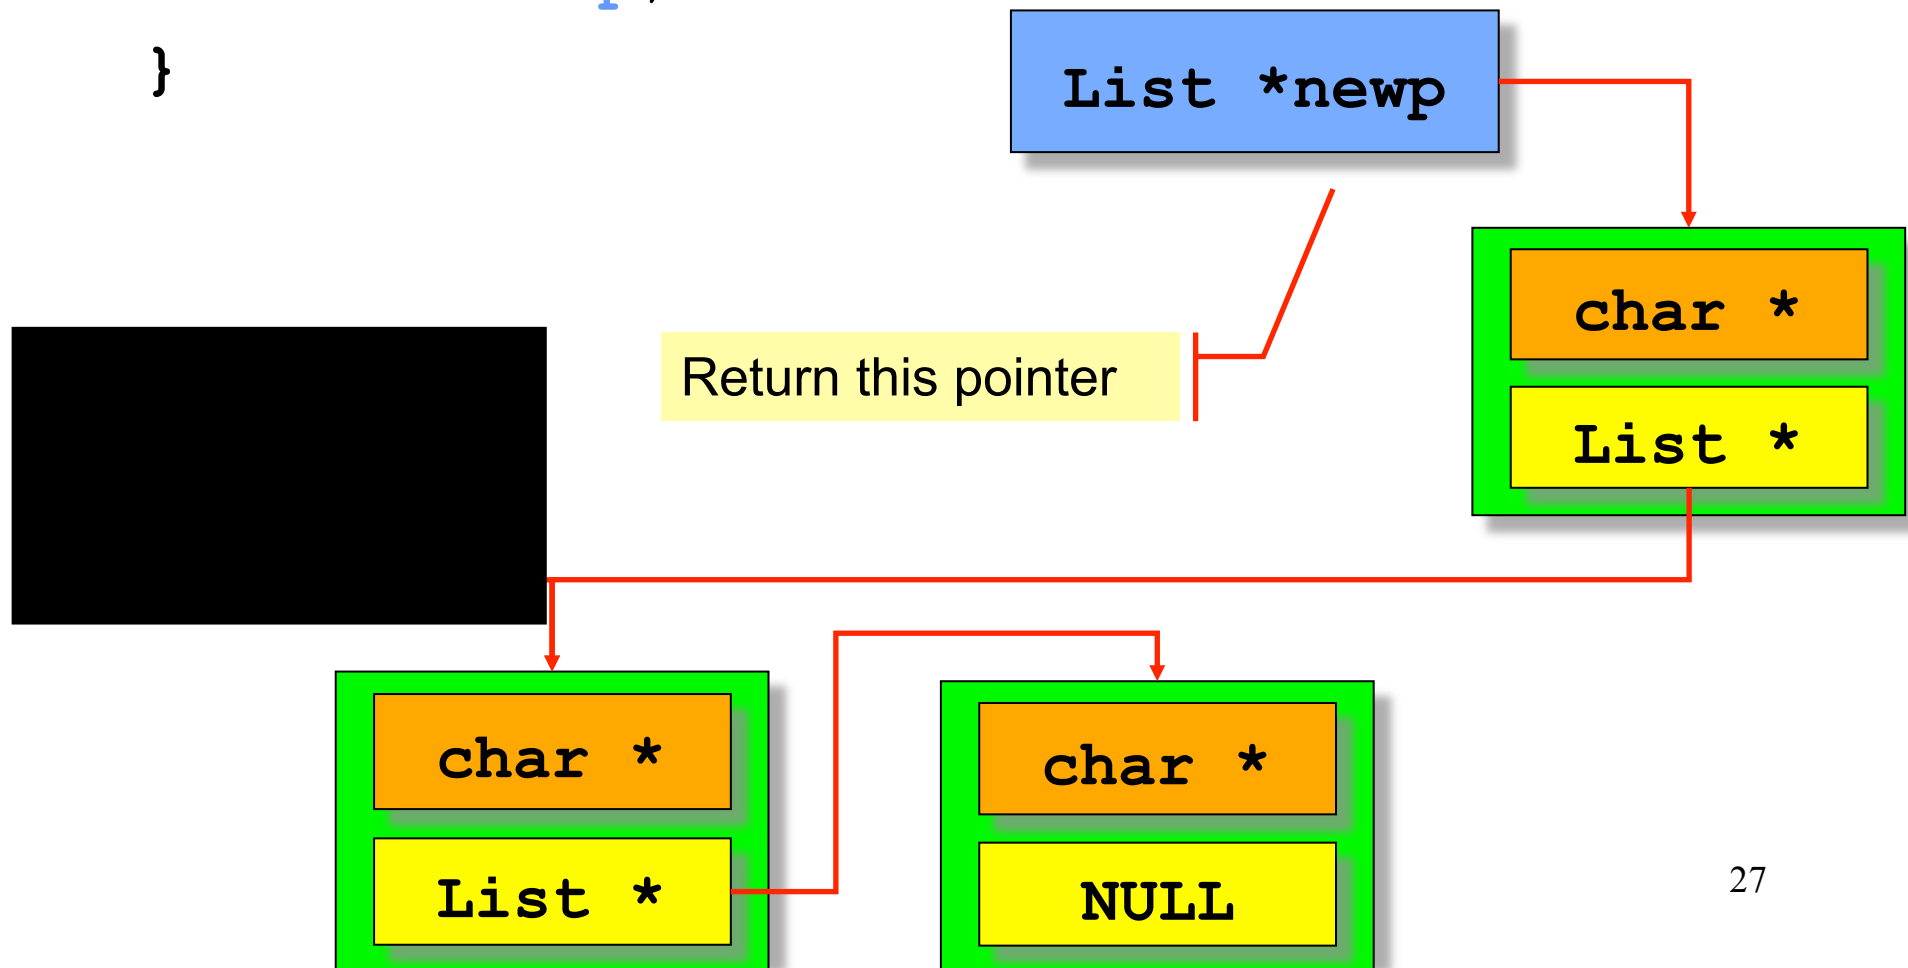 }
List *newp
char *
Return this pointer
List *
char *
char *
List *
NULL
27